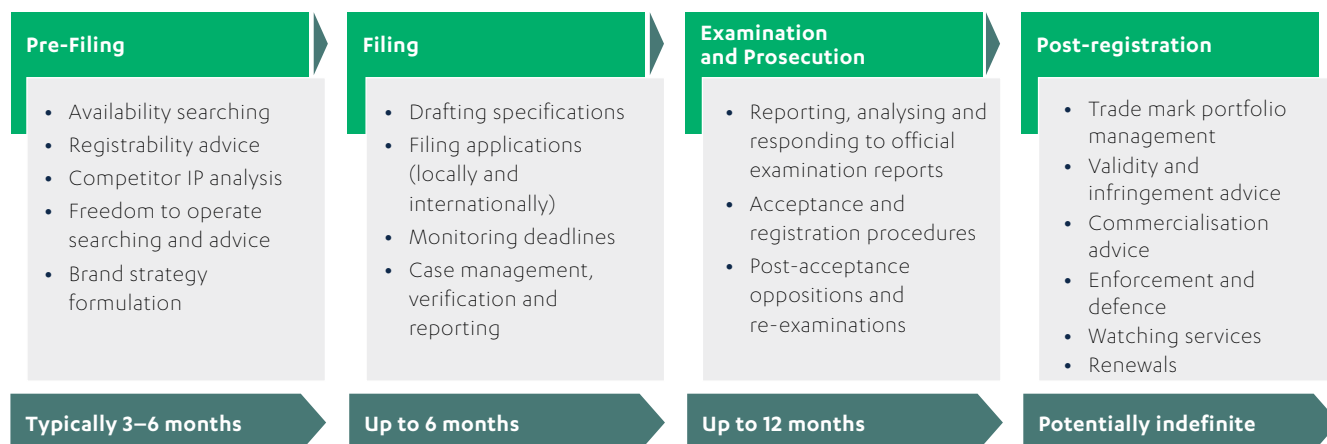 Pre-Filing
• Availability searching
• Registrability advice
• Competitor IP analysis
• Freedom to operate
searching and advice
• Brand strategy
formulation
Typically 3–6 months
Filing
• Drafting specifications
• Filing applications
(locally and
internationally)
• Monitoring deadlines
• Case management,
verification and
reporting
Up to 6 months
Examination
and Prosecution
• Reporting, analysing and
responding to official
examination reports
• Acceptance and
registration procedures
• Post-acceptance
oppositions and
re-examinations
Up to 12 months
Post-registration
• Trade mark portfolio
management
• Validity and
infringement advice
• Commercialisation
advice
• Enforcement and
defence
• Watching services
• Renewals
Potentially indefinite